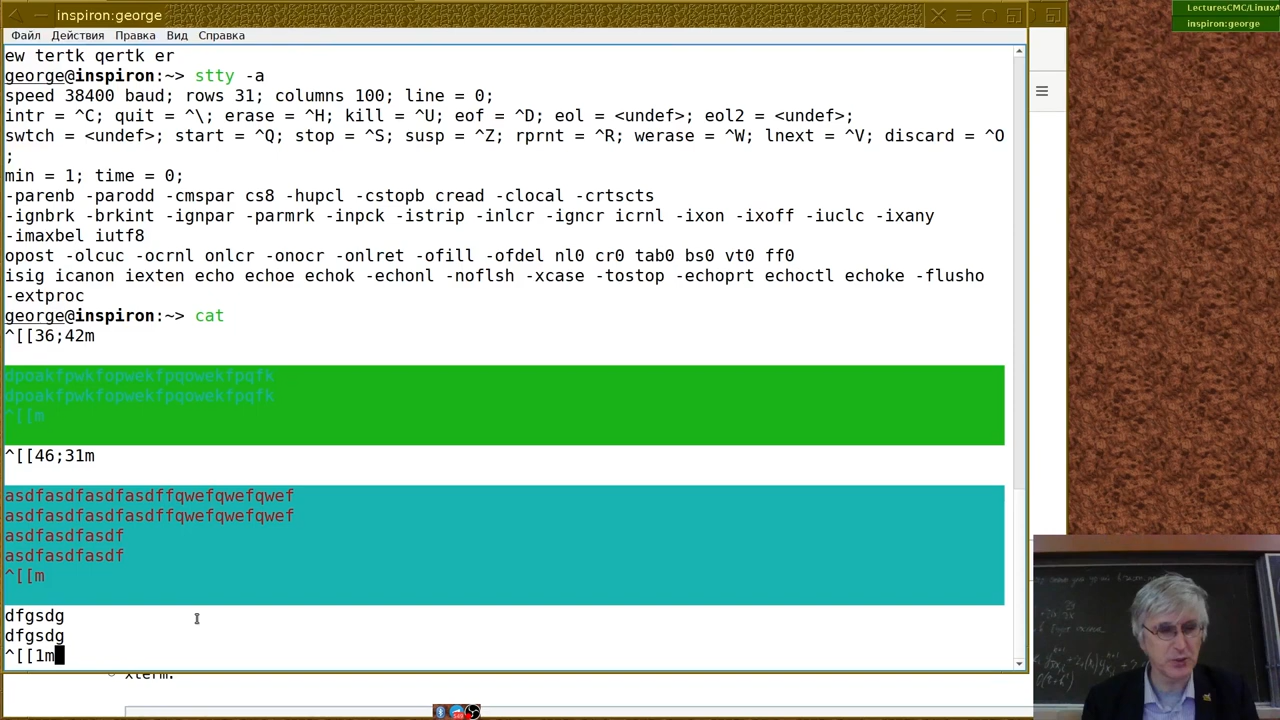 inspiron:george
LecturesCMC/LinuxA
inspiron:george
Файл Действия Правка Вид Справка
ew tertk qertk er
george@inspiron:~> stty -a
speed 38400 baud; rows 31; columns 100; line = 0;
intr = ^C; quit = ^\; erase = ^H; kill = ^U; eof = ^D; eol = <undef>; eol2 = <undef>;
swtch = <undef>; start = ^Q; stop = ^S; susp = ^Z; rprnt = ^R; werase = ^W; lnext = ^V; discard = ^O
;
min = 1; time = 0;
-parenb -parodd -cmspar cs8 -hupcl -cstopb cread -clocal -crtscts
-ignbrk -brkint -ignpar -parmrk -inpck -istrip -inlcr -igncr icrnl -ixon -ixoff -iuclc -ixany
-imaxbel iutf8
opost -olcuc -ocrnl onlcr -onocr -onlret -ofill -ofdel nl0 cr0 tab0 bs0 vt0 ff0
isig icanon iexten echo echoe echok -echonl -noflsh -xcase -tostop -echoprt echoctl echoke -flusho
-extproc
george@inspiron:~> cat
^[[36;42m
dpoakfpwkfopwekfpqowekfpqfk
dpoakfpwkfopwekfpqowekfpqfk
^[[m
^[[46;31m
asdfasdfasdfasdffqwefqwefqwef
asdfasdfasdfasdffqwefqwefqwef
asdfasdfasdf
asdfasdfasdf
^[[m
dfgsdg
dfgsdg
^[[1m
xterm.